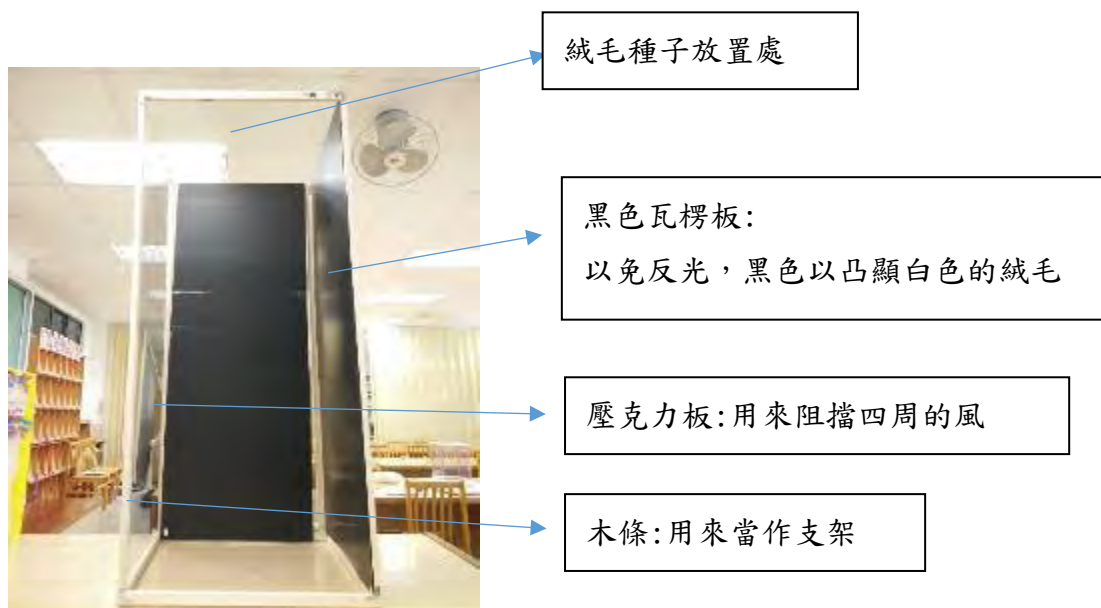 絨毛種子放置處
黑色瓦楞板:
以免反光，黑色以凸顯白色的絨毛
壓克力板:用來阻擋四周的風
木條:用來當作支架